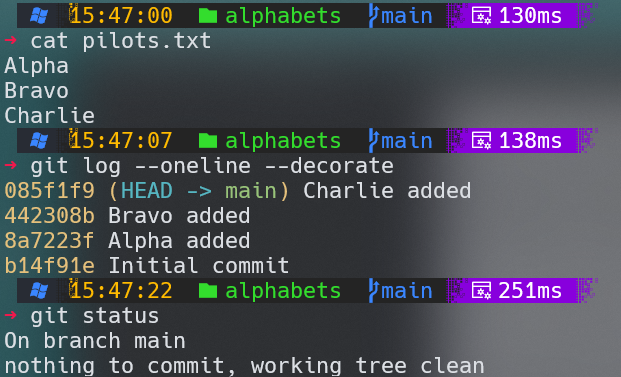 15:47:00 alphabets main 130ms
➜ cat pilots.txt
Alpha
Bravo
Charlie
15:47:07 alphabets main 138ms
➜ git log --oneline --decorate
085f1f9 (HEAD -> main) Charlie added
442308b Bravo added
8a7223f Alpha added
b14f91e Initial commit
15:47:22 alphabets main 251ms
➜ git status
On branch main
nothing to commit, working tree clean